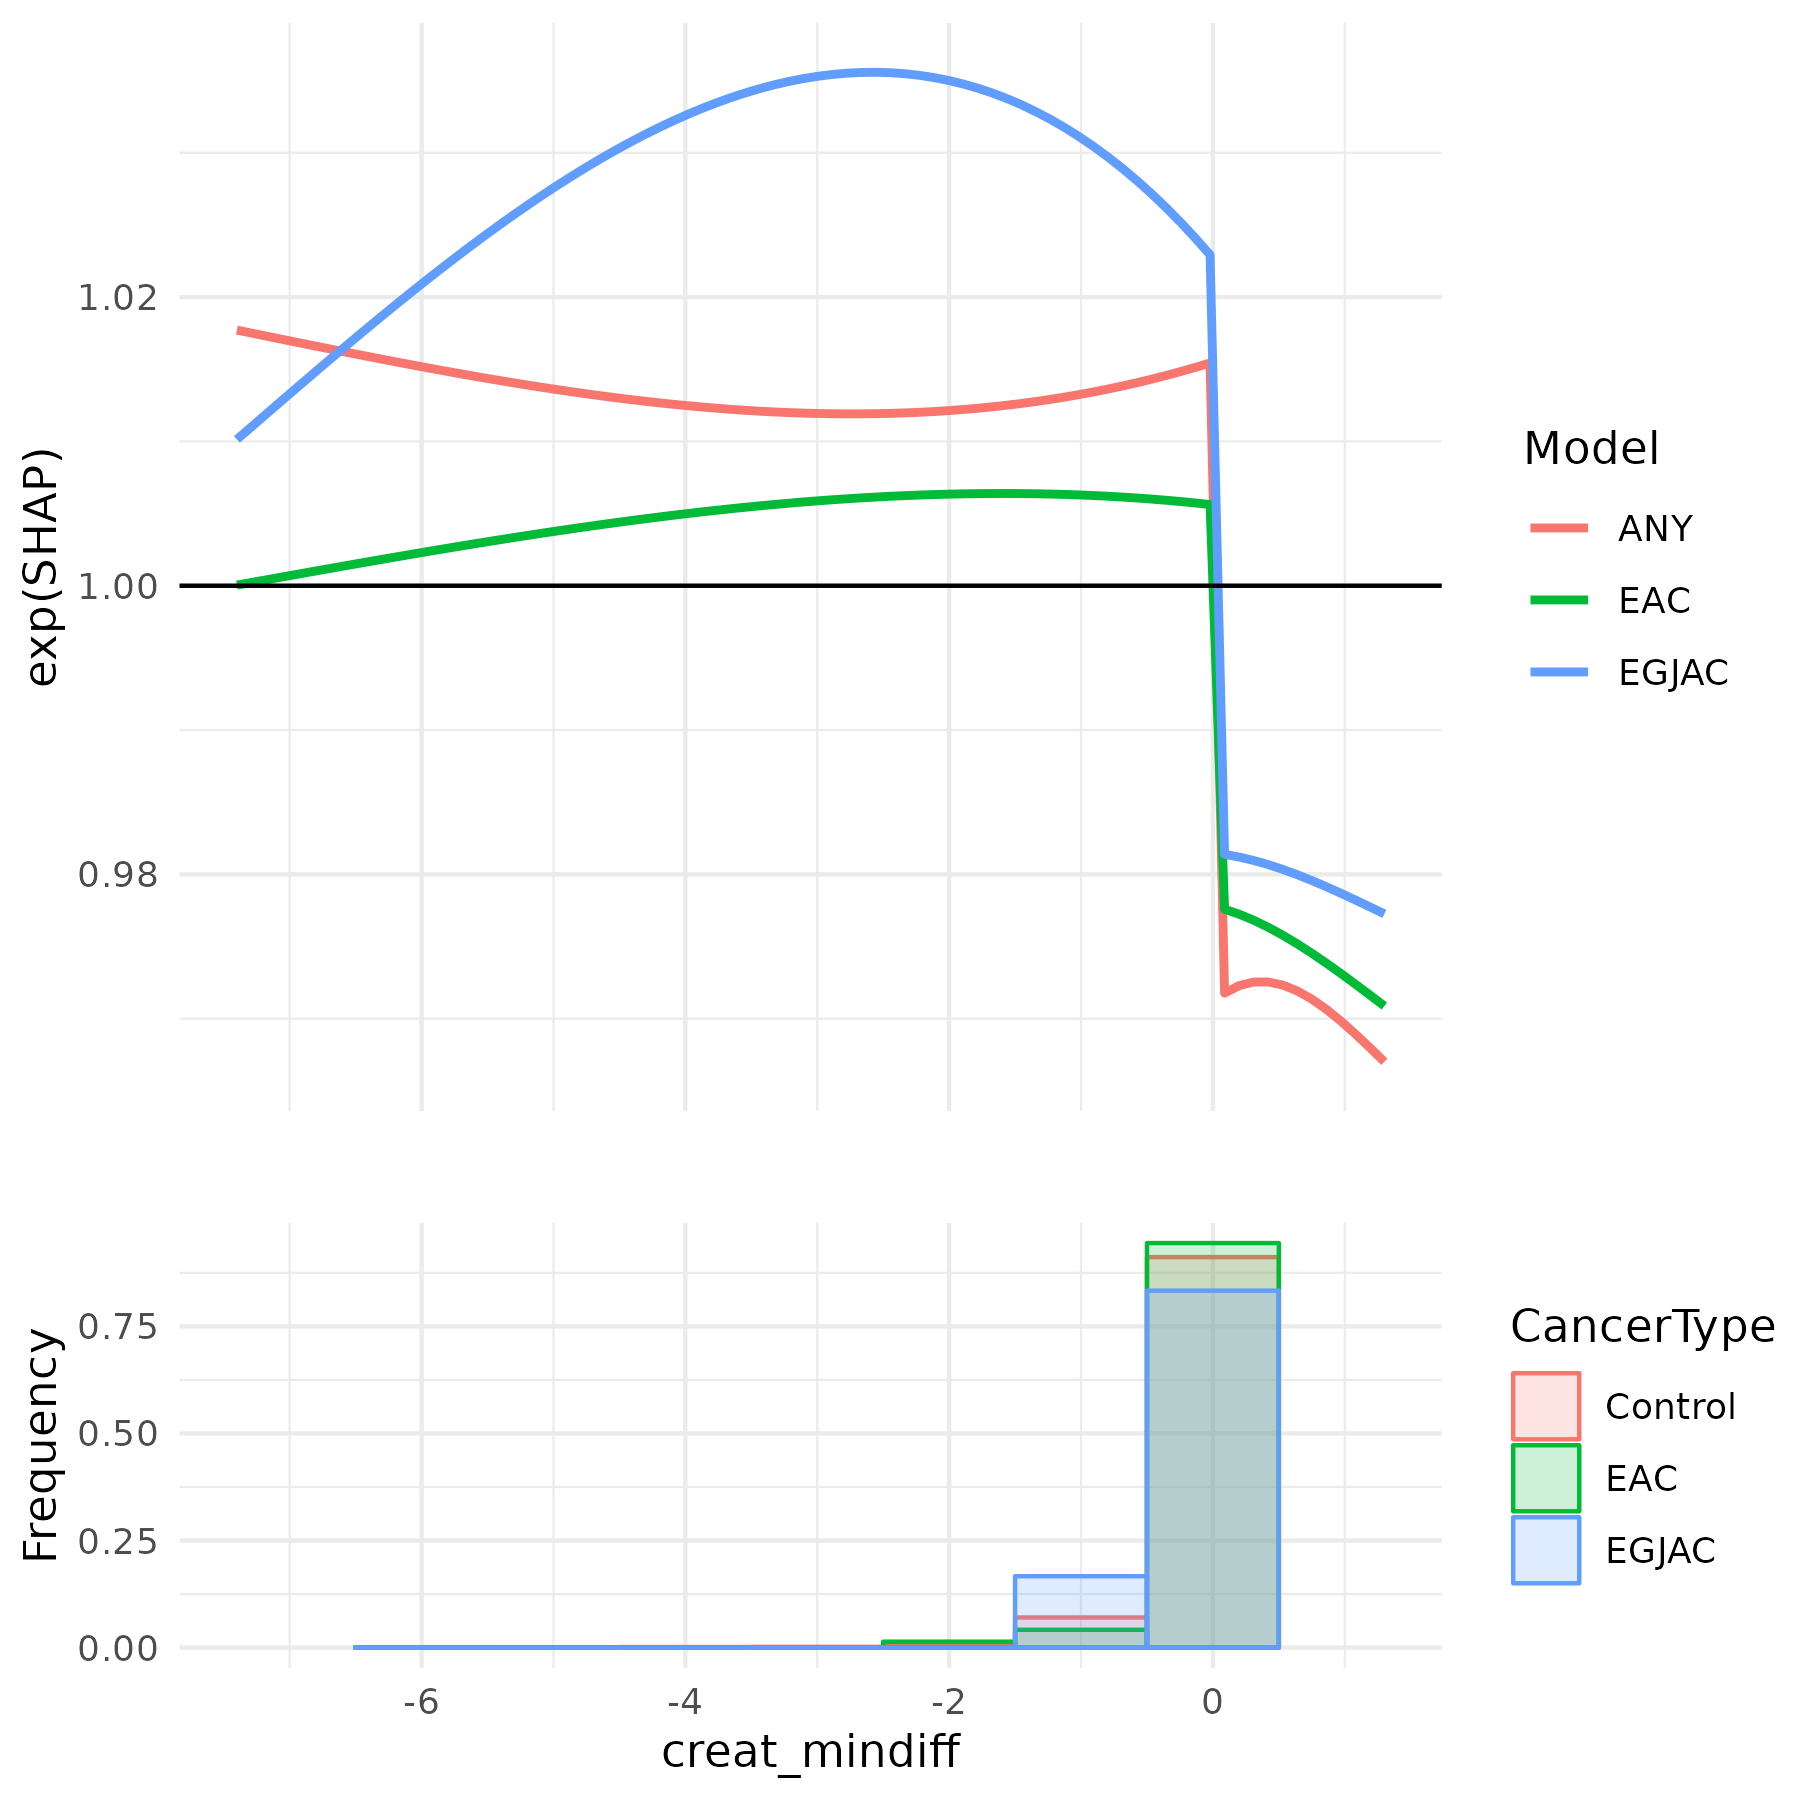 exp(SHAP)
1.02
1.00
0.98
Model
ANY
EAC
EGJAC
Frequency
0.75
0.50
0.25
0.00
-6
-4
-2
0
creat_mindiff
CancerType
Control
EAC
EGJAC